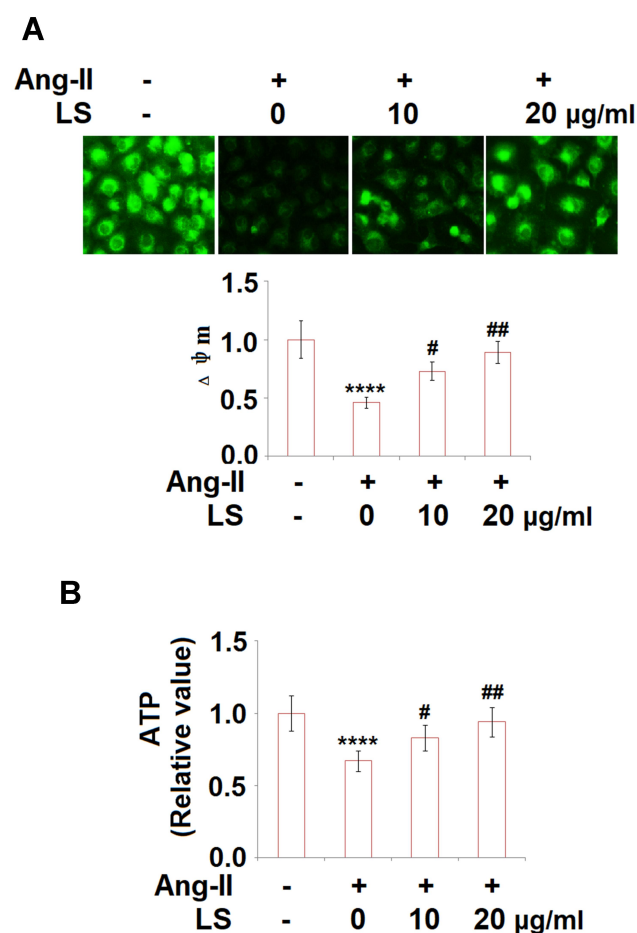 A
Ang-II - + + +
LS - 0 10 20 µg/ml
1.5
1.0
0.5
0.0
Δ ψ m
****
#
##
Ang-II - + + +
LS - 0 10 20 µg/ml
B
1.5
1.0
0.5
0.0
ATP
(Relative value)
****
#
##
Ang-II - + + +
LS - 0 10 20 µg/ml